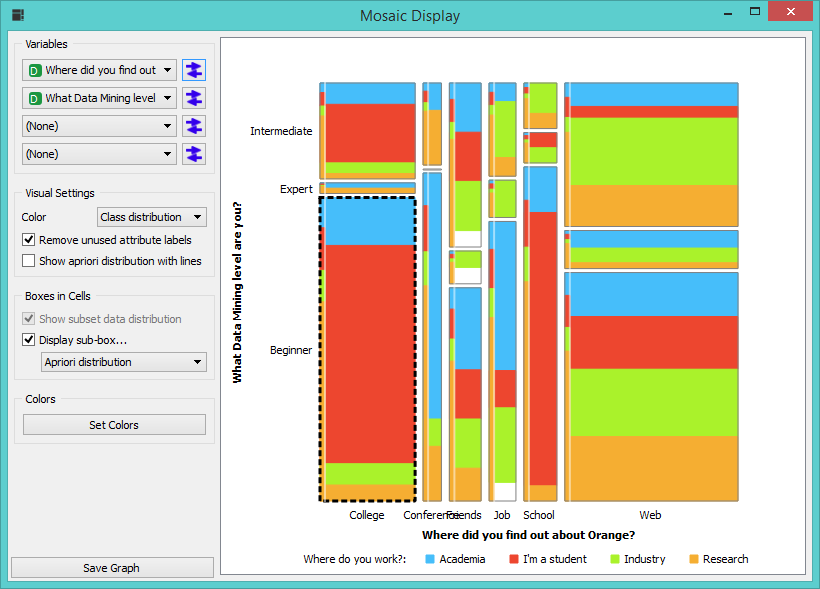 Mosaic Display
Variables
D Where did you find out
D What Data Mining level
(None)
(None)
Visual Settings
Color Class distribution
Remove unused attribute labels
Show apriori distribution with lines
Boxes in Cells
Show subset data distribution
Display sub-box...
Apriori distribution
Colors
Set Colors
Save Graph
What Data Mining level are you?
Intermediate
Expert
Beginner
College Conference Friends Job School Web
Where did you find out about Orange?
Where do you work?: Academia I'm a student Industry Research